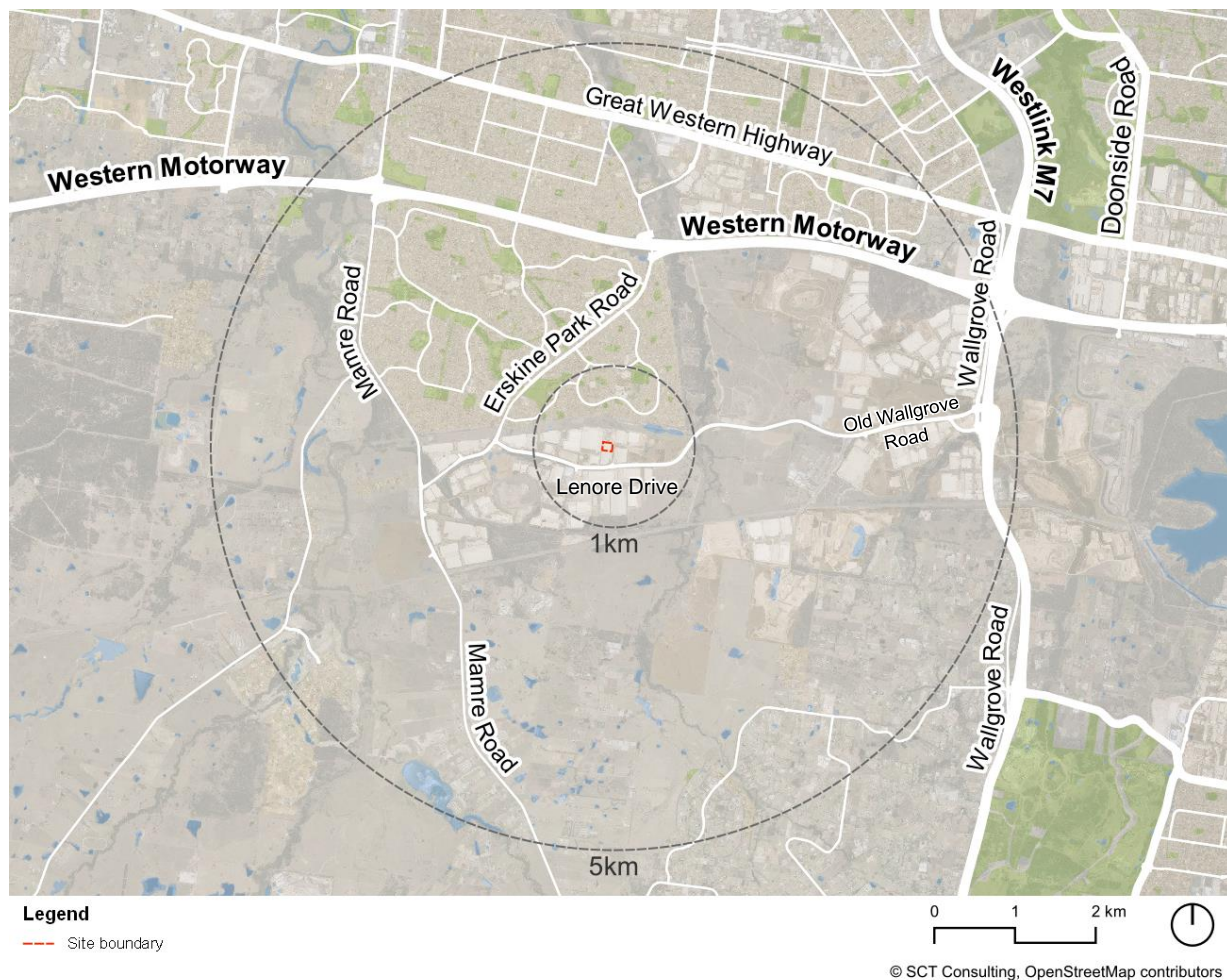 Great Western Highway
Westlink M7
Doonside Road
Western Motorway
Western Motorway
Wallgrove Road
Mamre Road
Erskine Park Road
Old Wallgrove
Road
Lenore Drive
1km
Mamre Road
Wallgrove Road
5km
Legend
Site boundary
0 1 2 km
© SCT Consulting, OpenStreetMap contributors